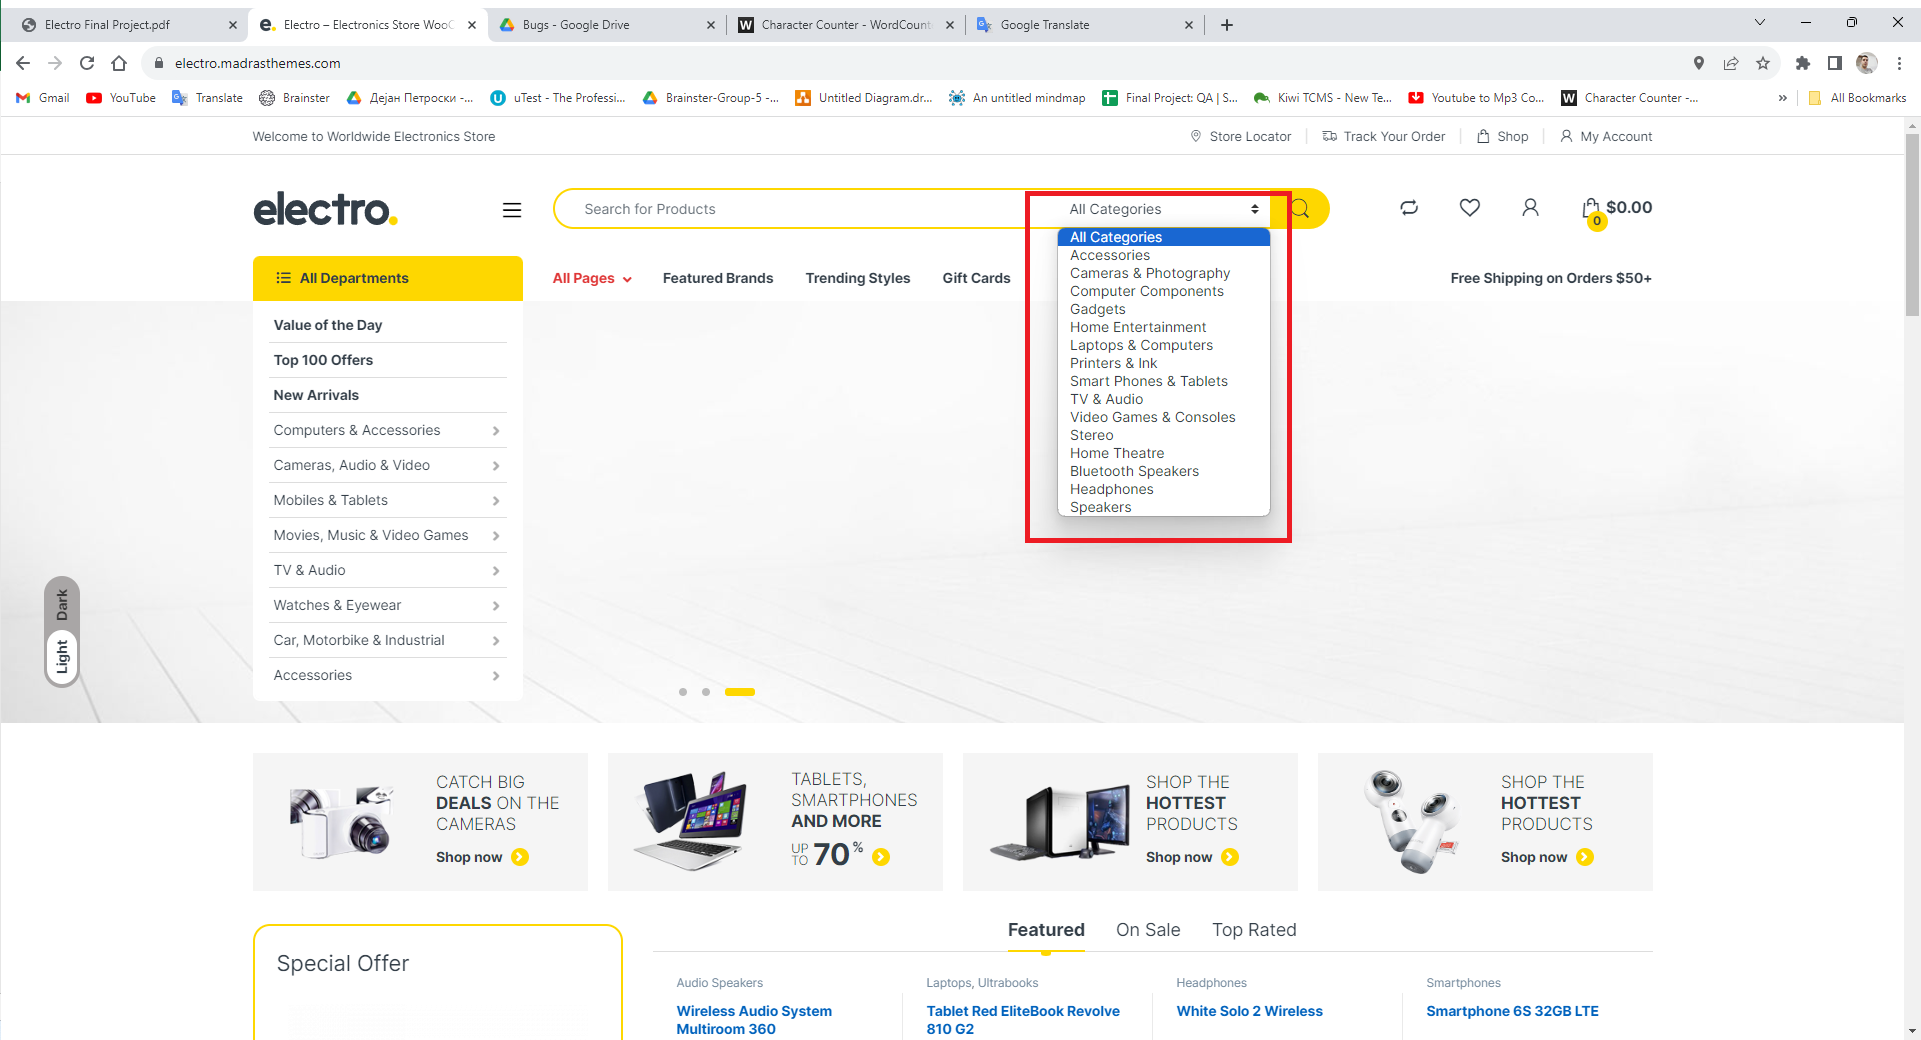 Electro Final Project.pdf
Electro – Electronics Store WooC
Bugs - Google Drive
Character Counter - WordCount
Google Translate
electro.madrasthemes.com
Gmail
YouTube
Translate
Brainster
Дејан Петроски -...
uTest - The Professi...
Brainster-Group-5 -...
Untitled Diagram.dr...
An untitled mindmap
Final Project: QA | S...
Kiwi TCMS - New Te...
Youtube to Mp3 Co...
Character Counter -...
»
All Bookmarks
Welcome to Worldwide Electronics Store
Store Locator
Track Your Order
Shop
My Account
electro.
Search for Products
All Categories
0
$0.00
All Departments
All Pages
Featured Brands
Trending Styles
Gift Cards
Free Shipping on Orders $50+
All Categories
Accessories
Cameras & Photography
Computer Components
Gadgets
Home Entertainment
Laptops & Computers
Printers & Ink
Smart Phones & Tablets
TV & Audio
Video Games & Consoles
Stereo
Home Theatre
Bluetooth Speakers
Headphones
Speakers
Value of the Day
Top 100 Offers
New Arrivals
Computers & Accessories
Cameras, Audio & Video
Mobiles & Tablets
Movies, Music & Video Games
TV & Audio
Watches & Eyewear
Car, Motorbike & Industrial
Accessories
Dark
Light
CATCH BIG
DEALS ON THE
CAMERAS
Shop now
TABLETS,
SMARTPHONES
AND MORE
UP TO 70%
SHOP THE
HOTTEST
PRODUCTS
Shop now
SHOP THE
HOTTEST
PRODUCTS
Shop now
Special Offer
Featured
On Sale
Top Rated
Audio Speakers
Wireless Audio System
Multiroom 360
Laptops, Ultrabooks
Tablet Red EliteBook Revolve
810 G2
Headphones
White Solo 2 Wireless
Smartphones
Smartphone 6S 32GB LTE